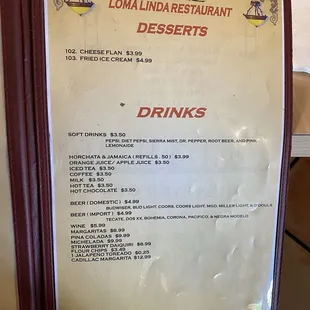 LOMA LINDA RESTAURANT
DESSERTS
102. CHEESE FLAN $3.99
103. FRIED ICE CREAM $4.99
DRINKS
SOFT DRINKS $3.50
PEPSI, DIET PEPSI, SIERRA MIST, DR. PEPPER, ROOT BEER, AND PINK
LEMONAIDE
HORCHATA & JAMAICA ( REFILLS . 50 ) $3.99
ORANGE JUICE/ APPLE JUICE $3.50
ICED TEA $3.50
COFFEE $3.50
MILK $3.50
HOT TEA $3.50
HOT CHOCOLATE $3.50
BEER ( DOMESTIC ) $4.99
BUDWISER, BUD LIGHT, COORS, COORS LIGHT, MGD, MILLER LIGHT, & O'DOULS
BEER ( IMPORT ) $4.99
TECATE, DOS XX, BOHEMIA, CORONA, PACIFICO, & NEGRA MODELO
WINE $5.99
MARGARITAS $8.99
PINA COLADAS $9.99
MICHELADA $9.99
STRAWBERRY DAIQUIRI $8.99
FLOUR CHIPS $3.49
1 JALAPENO TOREADO $0.25
CADILLAC MARGARITA $12.99